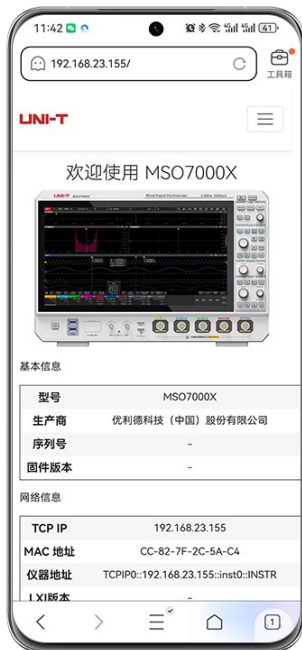 11:42
41
192.168.23.155/
工具箱
UNI-T
欢迎使用 MSO7000X
基本信息
型号 MSO7000X
生产商 优利德科技(中国)股份有限公司
序列号 -
固件版本 -
网络信息
TCP IP 192.168.23.155
MAC 地址 CC-82-7F-2C-5A-C4
仪器地址 TCPIP0::192.168.23.155::inst0::INSTR
LXI版本 -
1